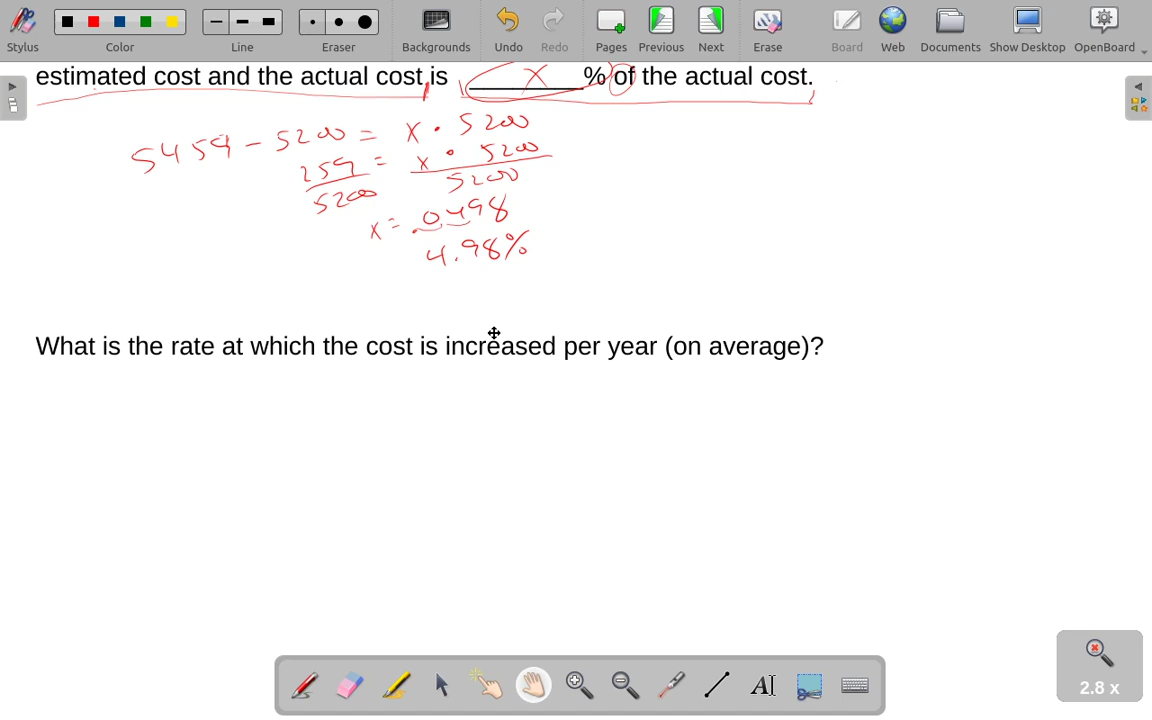 Stylus Color Line Eraser Backgrounds Undo Redo Pages Previous Next Erase Board Web Documents Show Desktop OpenBoard
estimated cost and the actual cost is ________ X % of the actual cost.
5459 - 5200 = x · 5200
259 = x · 5200
5200 5200
x = .0498
4.98%
What is the rate at which the cost is increased per year (on average)?
AI
2.8 x